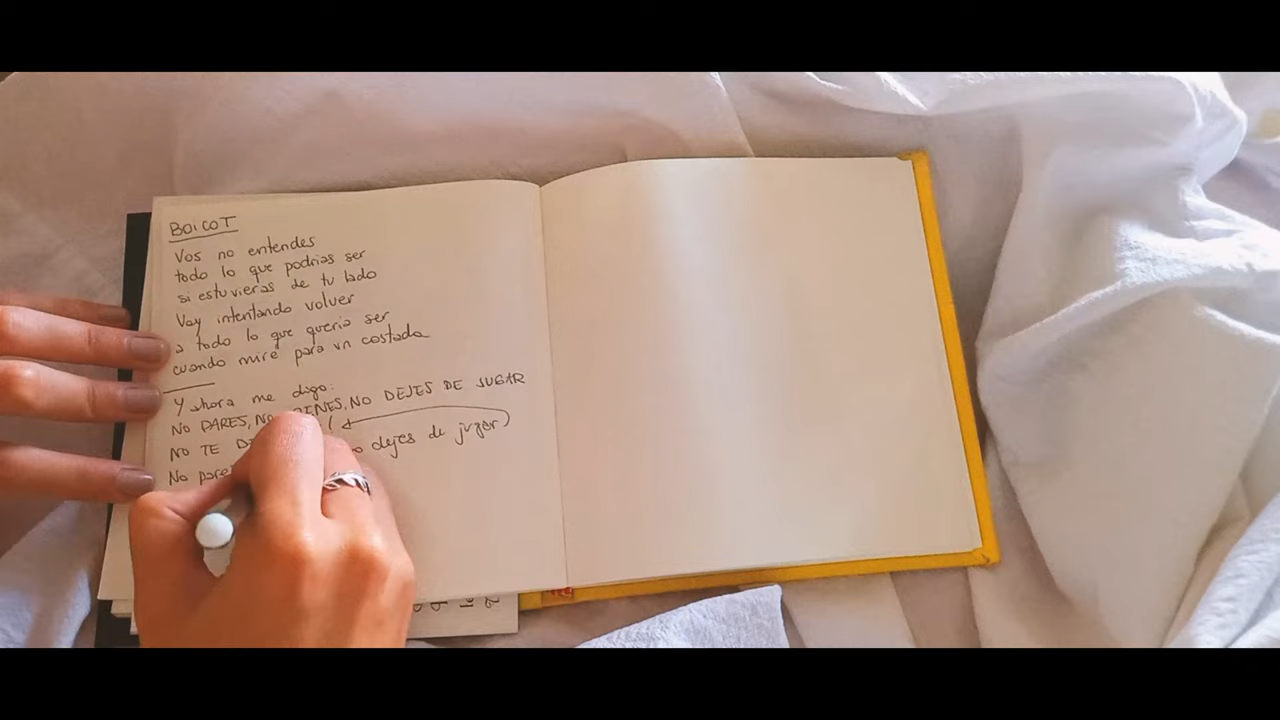 BOICOT
Vos no entendes
todo lo que podrias ser
si estuvieras de tu lado
Voy intentando volver
a todo lo que queria ser
cuando mire para un costado
Y ahora me digo:
NO PARES, NO, NO DEJES DE JUGAR
NO TE
No dejes de jugar)